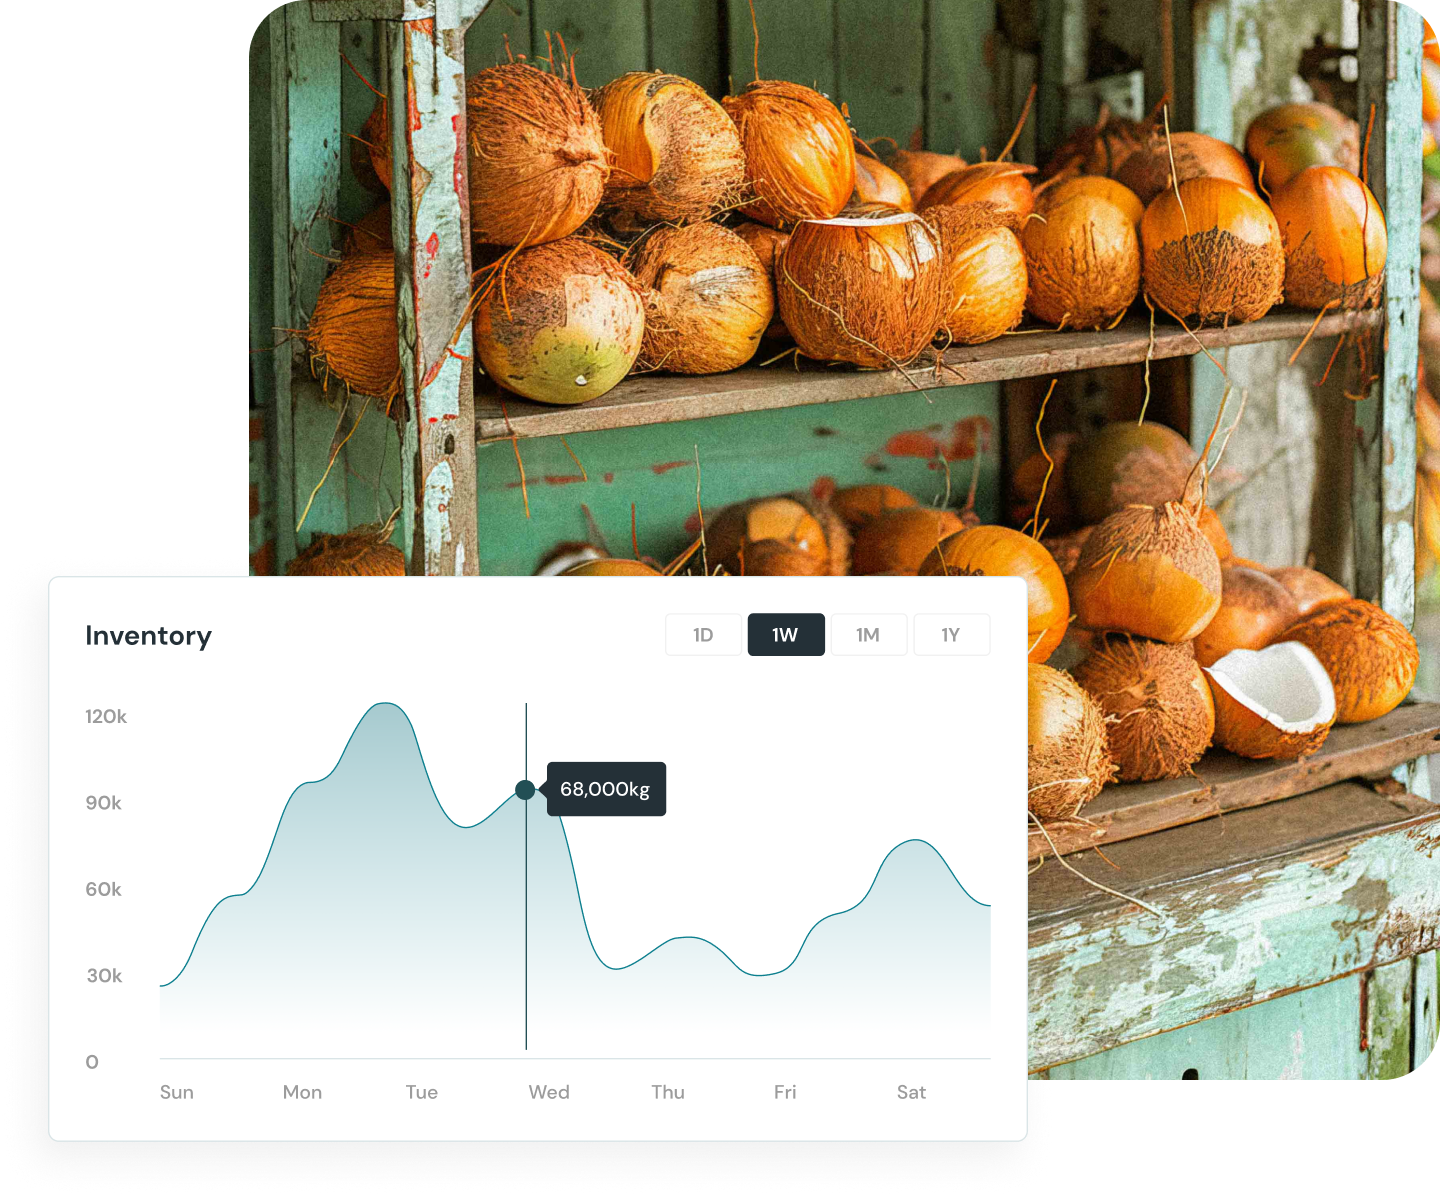 Inventory
1D 1W 1M 1Y
120k
90k
68,000kg
60k
30k
0
Sun Mon Tue Wed Thu Fri Sat